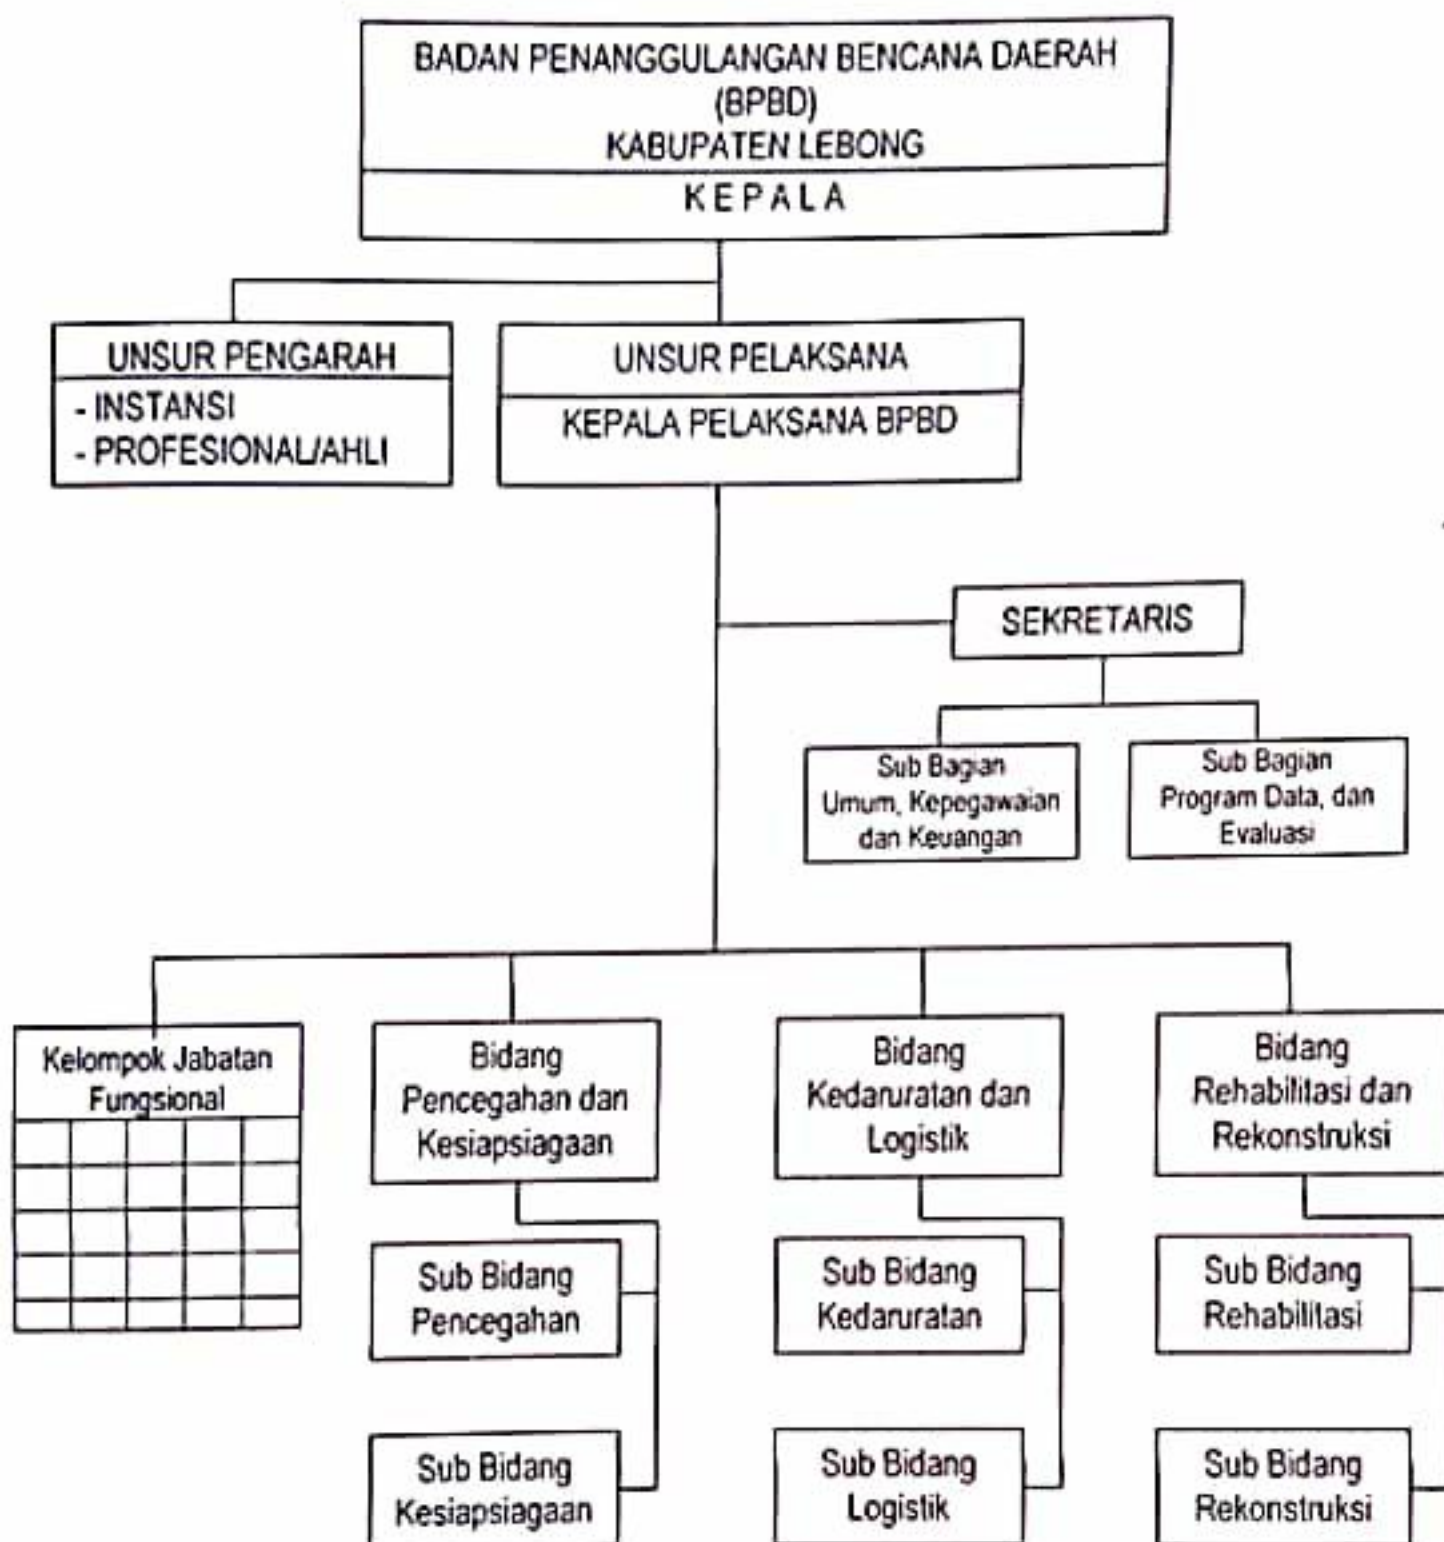 BADAN PENANGGULANGAN BENCANA DAERAH
(BPBD)
KABUPATEN LEBONG
K E P A L A
UNSUR PENGARAH
- INSTANSI
- PROFESIONAL/AHLI
UNSUR PELAKSANA
KEPALA PELAKSANA BPBD
SEKRETARIS
Sub Bagian
Umum, Kepegawaian
dan Keuangan
Sub Bagian
Program Data, dan
Evaluasi
Kelompok Jabatan
Fungsional
Bidang
Pencegahan dan
Kesiapsiagaan
Bidang
Kedaruratan dan
Logistik
Bidang
Rehabilitasi dan
Rekonstruksi
Sub Bidang
Pencegahan
Sub Bidang
Kedaruratan
Sub Bidang
Rehabilitasi
Sub Bidang
Kesiapsiagaan
Sub Bidang
Logistik
Sub Bidang
Rekonstruksi